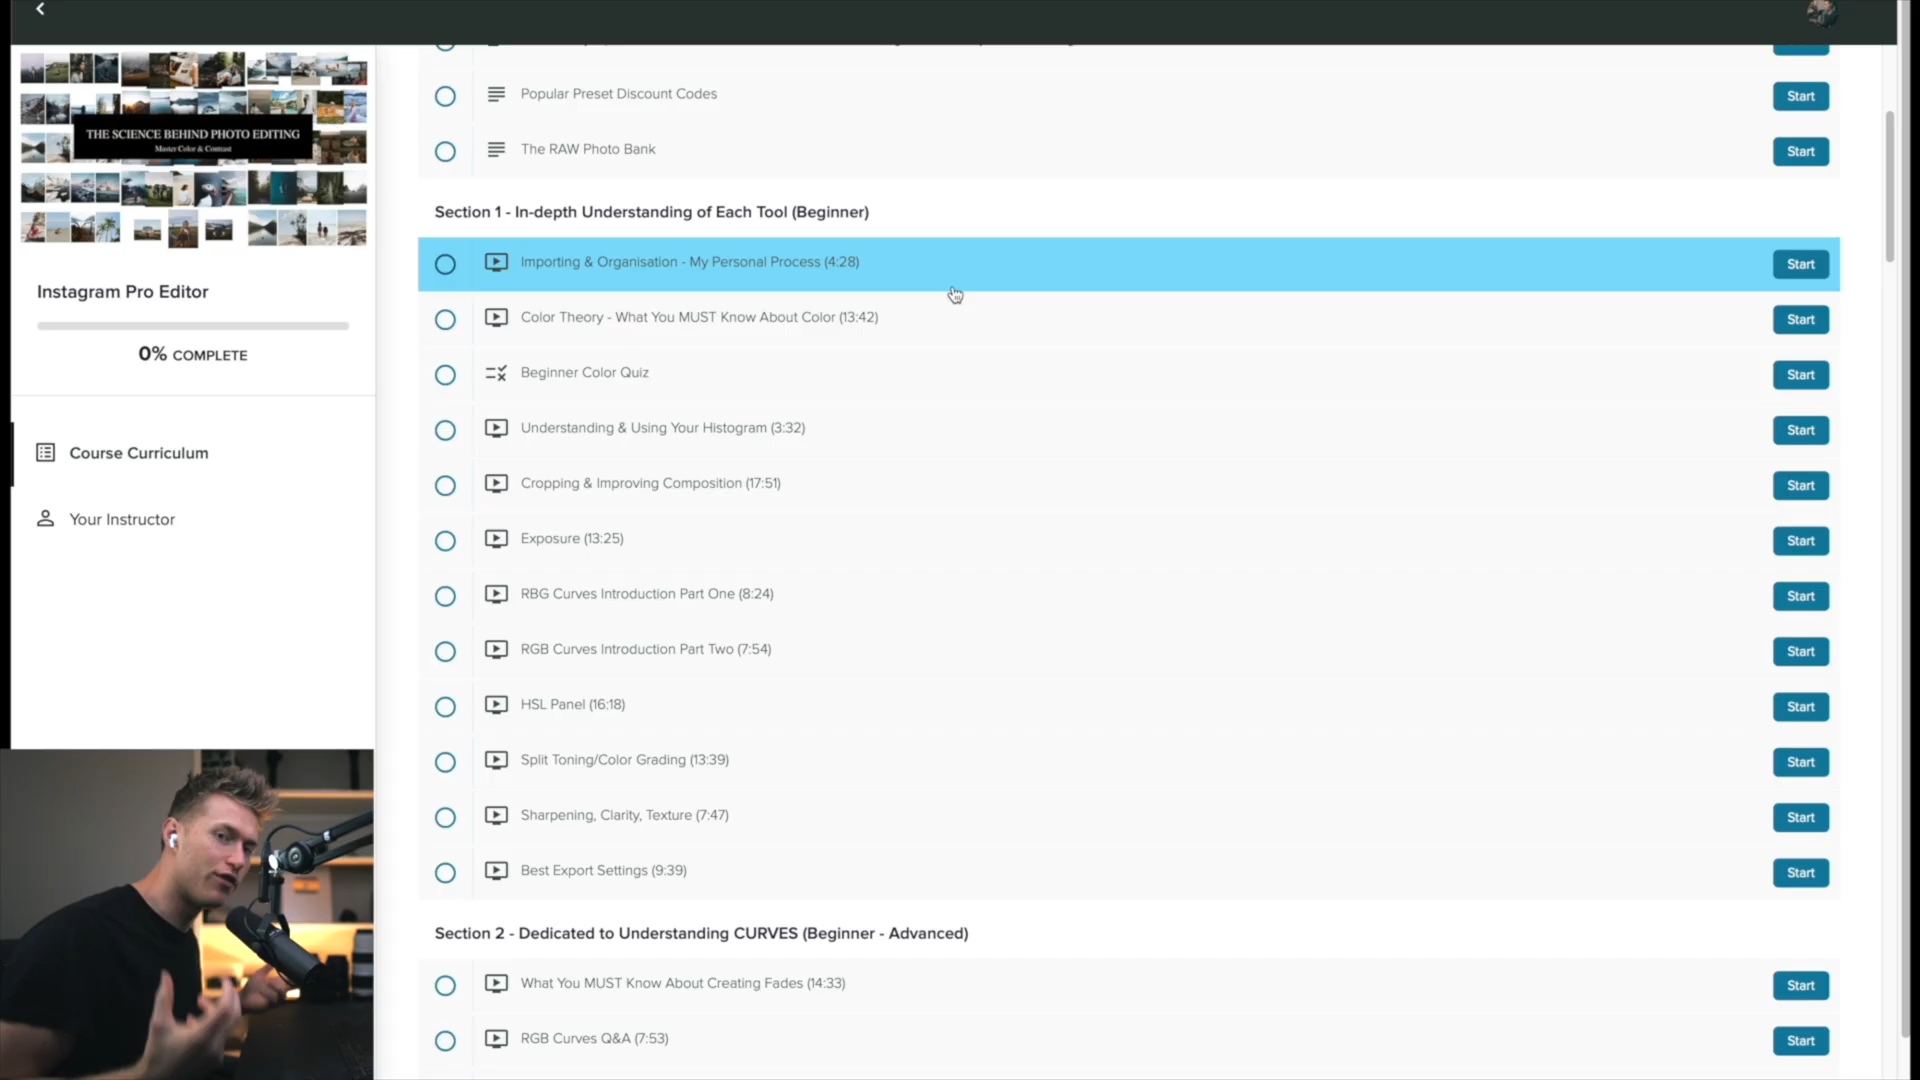 THE SCIENCE BEHIND PHOTO EDITING
Master Color & Contrast
Instagram Pro Editor
0% COMPLETE
Course Curriculum
Your Instructor
Popular Preset Discount Codes
Start
The RAW Photo Bank
Start
Section 1 - In-depth Understanding of Each Tool (Beginner)
Importing & Organisation - My Personal Process (4:28)
Start
Color Theory - What You MUST Know About Color (13:42)
Start
Beginner Color Quiz
Start
Understanding & Using Your Histogram (3:32)
Start
Cropping & Improving Composition (17:51)
Start
Exposure (13:25)
Start
RBG Curves Introduction Part One (8:24)
Start
RGB Curves Introduction Part Two (7:54)
Start
HSL Panel (16:18)
Start
Split Toning/Color Grading (13:39)
Start
Sharpening, Clarity, Texture (7:47)
Start
Best Export Settings (9:39)
Start
Section 2 - Dedicated to Understanding CURVES (Beginner - Advanced)
What You MUST Know About Creating Fades (14:33)
Start
RGB Curves Q&A (7:53)
Start